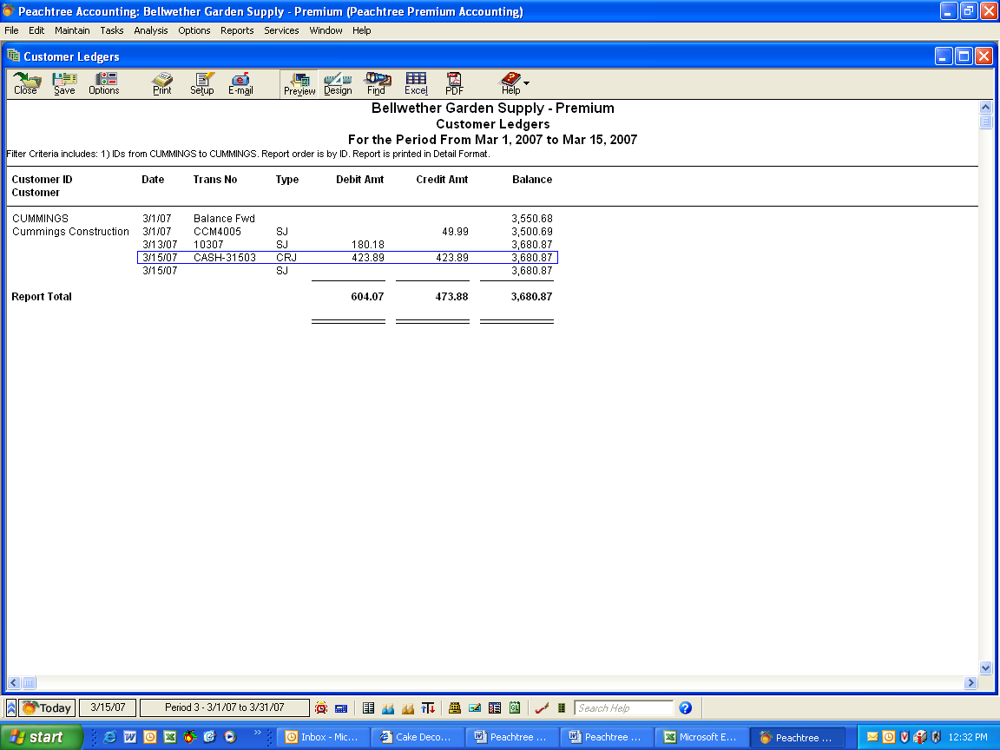 Peachtree Accounting: Bellwether Garden Supply - Premium (Peachtree Premium Accounting)
File Edit Maintain Tasks Analysis Options Reports Services Window Help
Customer Ledgers
Close Save Options Print Setup E-mail Preview Design Find Excel PDF Help
Bellwether Garden Supply - Premium
Customer Ledgers
For the Period From Mar 1, 2007 to Mar 15, 2007
Filter Criteria includes: 1) IDs from CUMMINGS to CUMMINGS. Report order is by ID. Report is printed in Detail Format.
Customer ID Date Trans No Type Debit Amt Credit Amt Balance
Customer
CUMMINGS 3/1/07 Balance Fwd 3,550.68
Cummings Construction 3/1/07 CCM4005 SJ 49.99 3,500.69
3/13/07 10307 SJ 180.18 3,680.87
3/15/07 CASH-31503 CRJ 423.89 423.89 3,680.87
3/15/07 SJ 3,680.87
Report Total 604.07 473.88 3,680.87
Today 3/15/07 Period 3 - 3/1/07 to 3/31/07 Search Help
start Inbox - Mic... Cake Deco... Peachtree ... Peachtree ... Microsoft E... Peachtree ... 12:32 PM